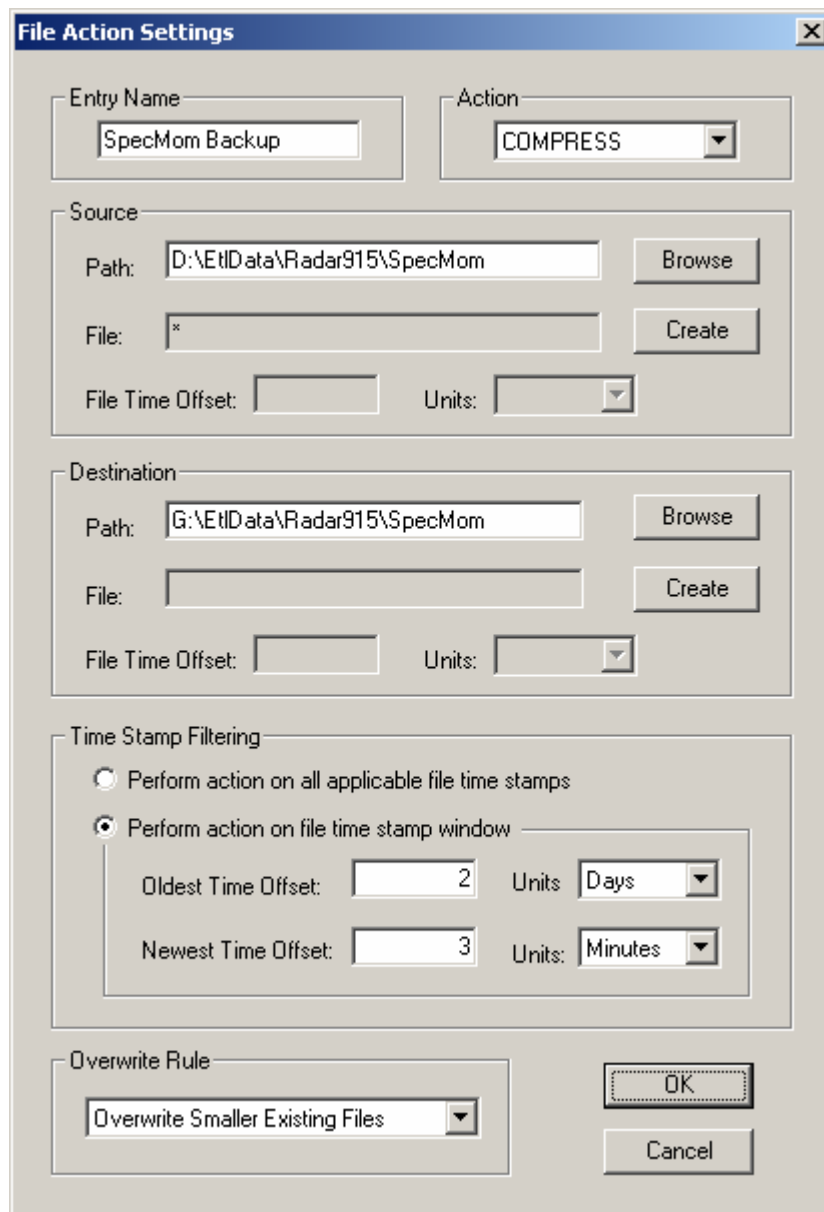 File Action Settings
Entry Name
SpecMom Backup
Action
COMPRESS
Source
Path: D:\EtlData\Radar915\SpecMom Browse
File: * Create
File Time Offset: Units:
Destination
Path: G:\EtlData\Radar915\SpecMom Browse
File: Create
File Time Offset: Units:
Time Stamp Filtering
Perform action on all applicable file time stamps
Perform action on file time stamp window
Oldest Time Offset: 2 Units Days
Newest Time Offset: 3 Units: Minutes
Overwrite Rule
Overwrite Smaller Existing Files
OK
Cancel